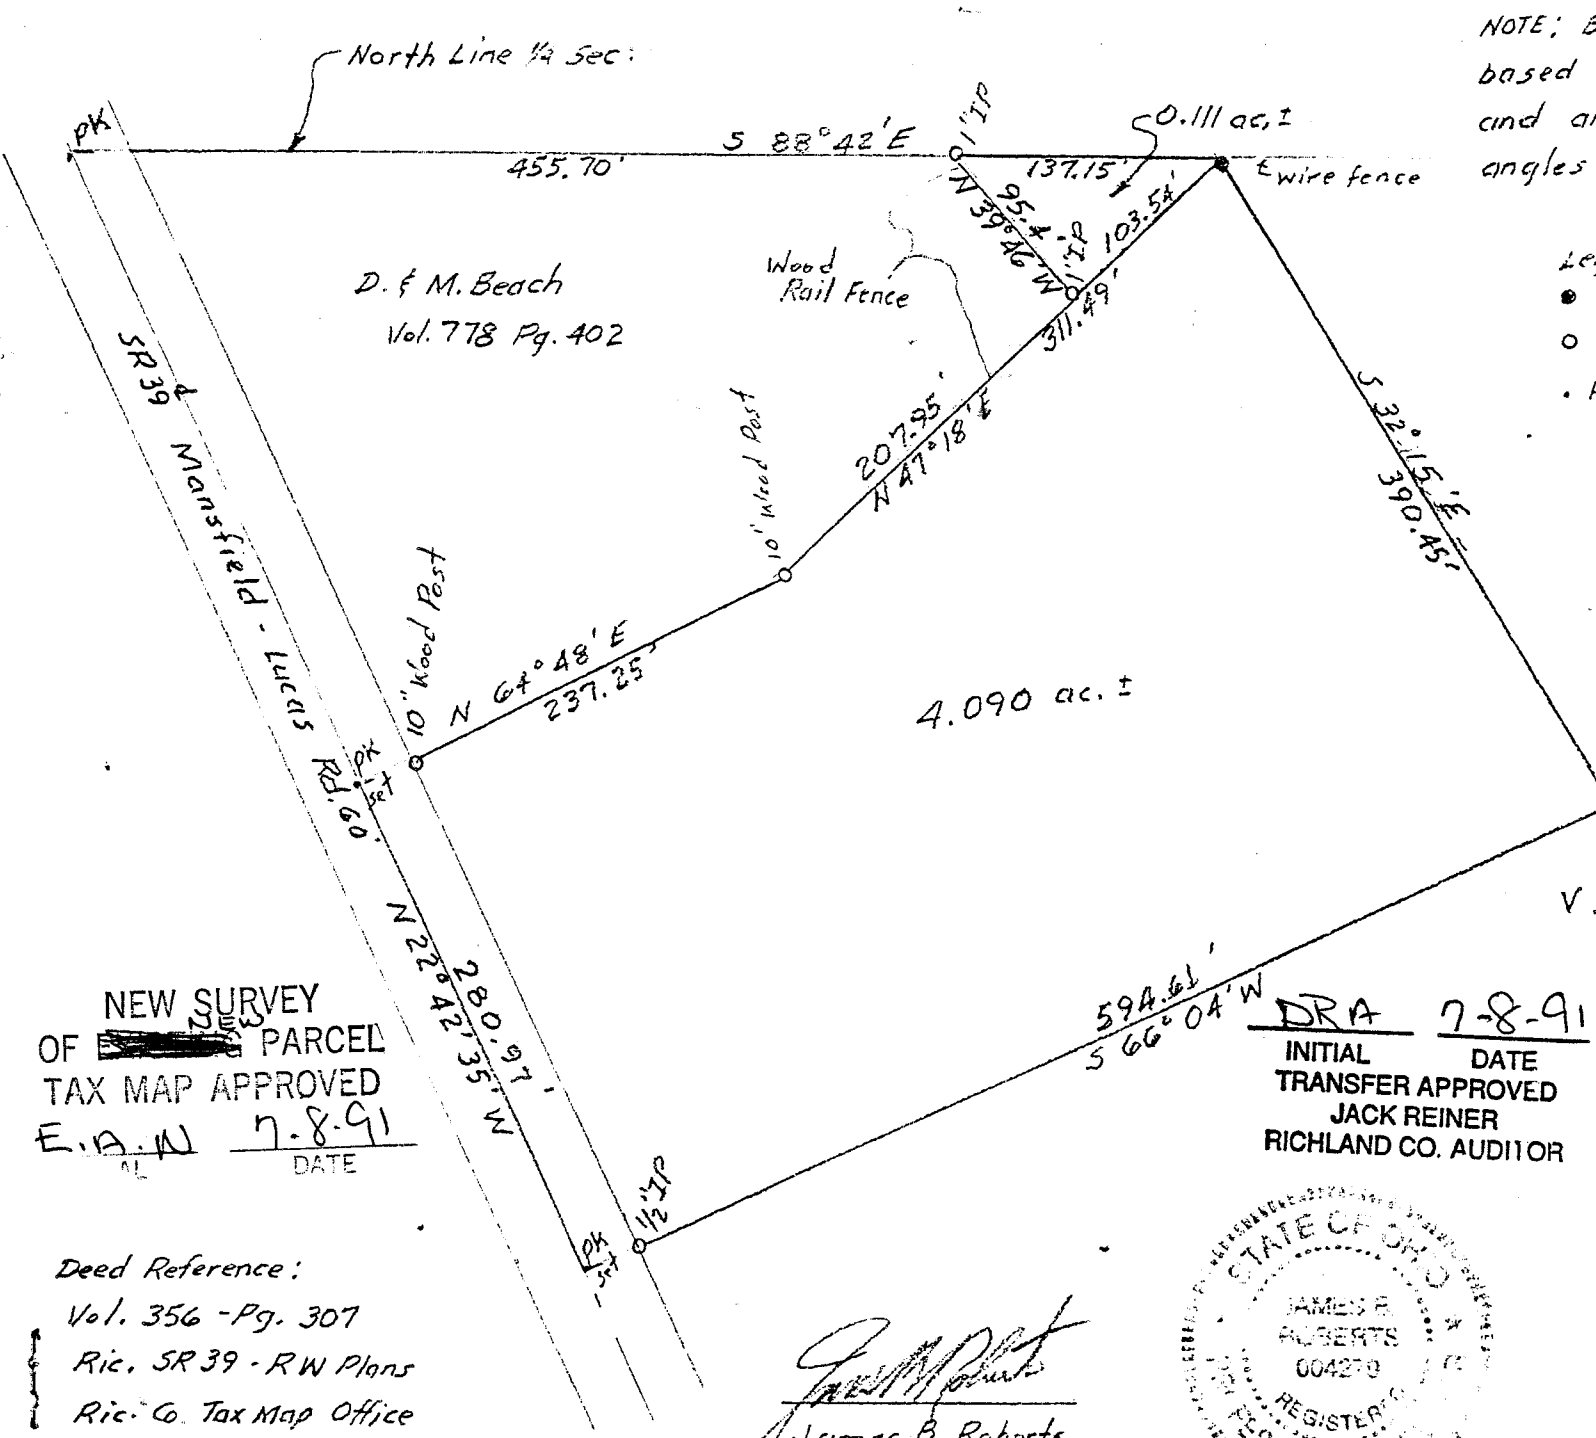 North Line 1/4 Sec.
NOTE: B
based
and a
angles
PK
S 88°42' E
455.70'
1" IP
0.111 ac. ±
137.15'
℄ wire fence
N 39°46' W
95.4'
1" IP
103.54'
311.49'
Wood
Rail Fence
D. & M. Beach
Vol. 778 Pg. 402
SR 39
Mansfield - Lucas Rd. 60'
207.95'
N 47°18' E
S 32°15' E
390.45'
10" Wood Post
10" Wood Post
N 64°48' E
237.25'
4.090 ac. ±
PK
set
N 22°42'35" W
280.97'
594.61'
S 66°04' W
V.
NEW SURVEY
OF NEW PARCEL
TAX MAP APPROVED
E.A.N 7.8.91
DATE
DRA 7-8-91
INITIAL DATE
TRANSFER APPROVED
JACK REINER
RICHLAND CO. AUDITOR
PK
set
1/2" IP
Deed Reference:
Vol. 356 - Pg. 307
Ric. SR 39 - RW Plans
Ric. Co. Tax Map Office
James B. Roberts
STATE OF OHIO
JAMES B.
ROBERTS
004270
REGISTERED